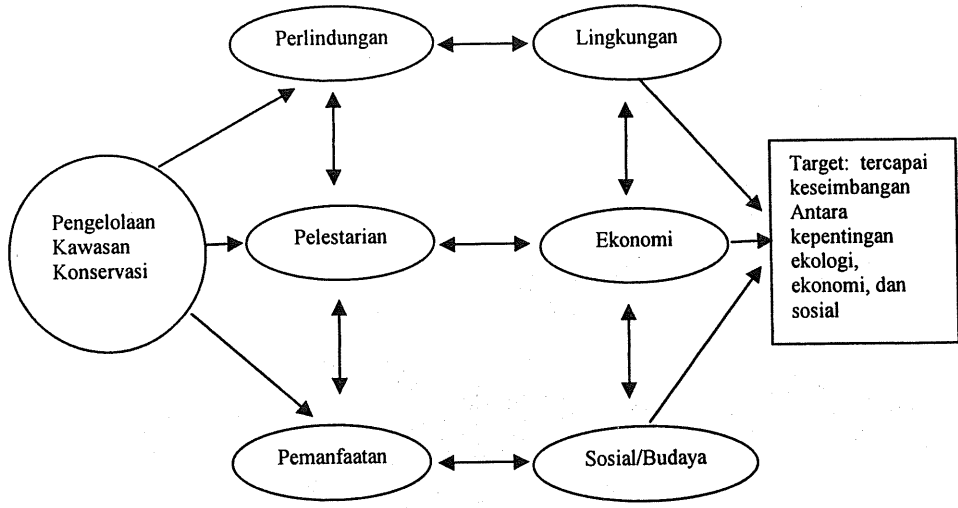 Perlindungan
Lingkungan
Pengelolaan
Kawasan
Konservasi
Pelestarian
Ekonomi
Target: tercapai
keseimbangan
Antara
kepentingan
ekologi,
ekonomi, dan
sosial
Pemanfaatan
Sosial/Budaya